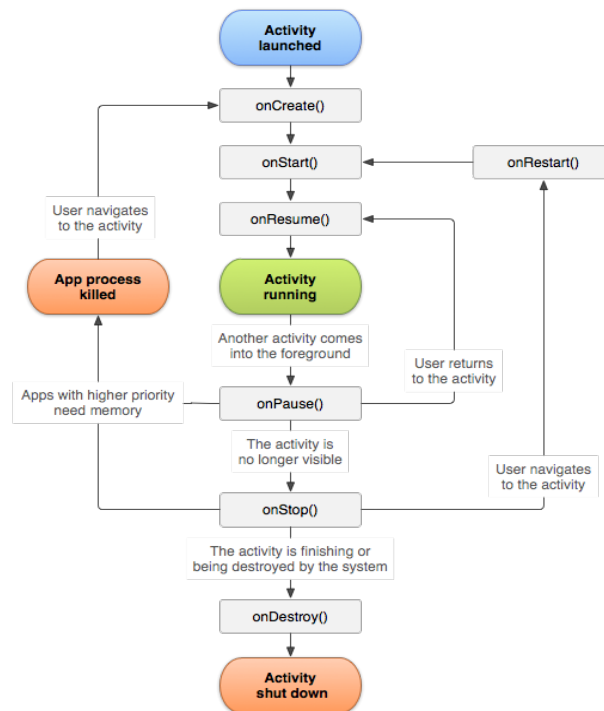 Activity
launched
onCreate()
onStart()
onRestart()
User navigates
to the activity
onResume()
App process
killed
Activity
running
Another activity comes
into the foreground
User returns
to the activity
Apps with higher priority
need memory
onPause()
The activity is
no longer visible
User navigates
to the activity
onStop()
The activity is finishing or
being destroyed by the system
onDestroy()
Activity
shut down